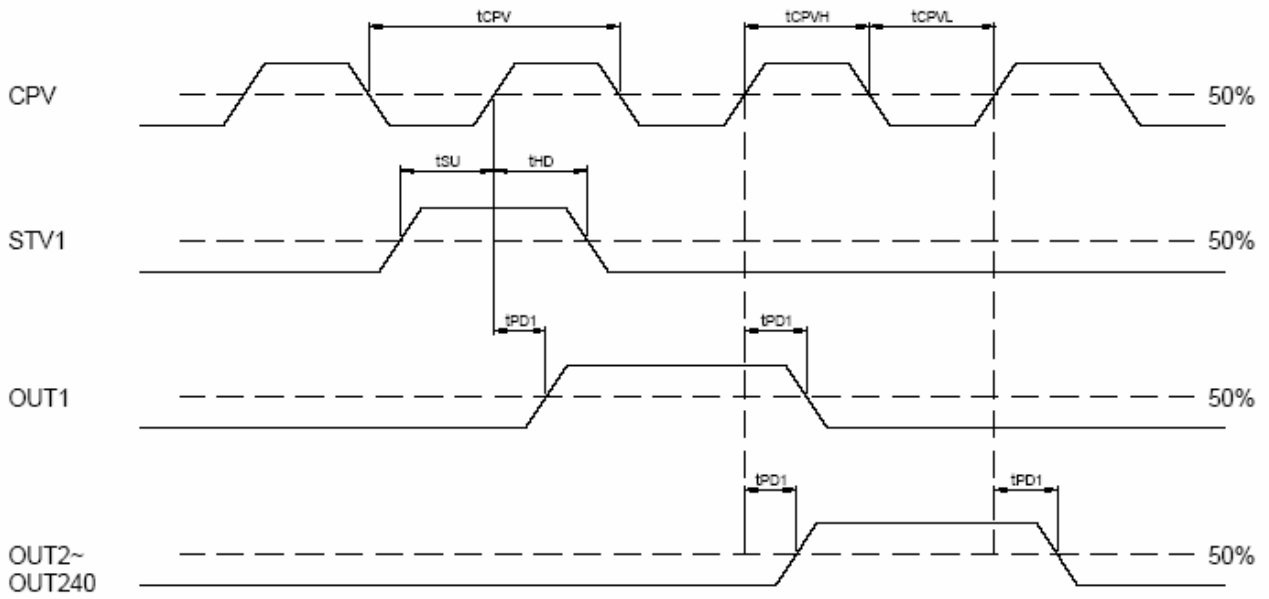 tCPV tCPVH tCPVL
CPV 50%
tSU tHD
STV1 50%
tPD1 tPD1
OUT1 50%
tPD1 tPD1
OUT2~ 50%
OUT240